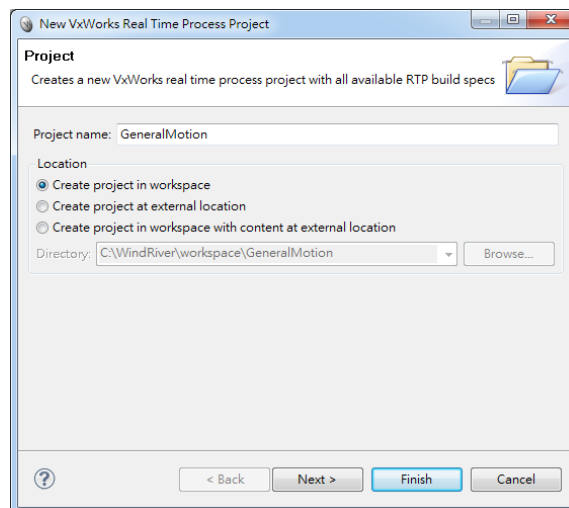 New VxWorks Real Time Process Project
Project
Creates a new VxWorks real time process project with all available RTP build specs
Project name: GeneralMotion
Location
Create project in workspace
Create project at external location
Create project in workspace with content at external location
Directory: C:\WindRiver\workspace\GeneralMotion Browse...
? < Back Next > Finish Cancel